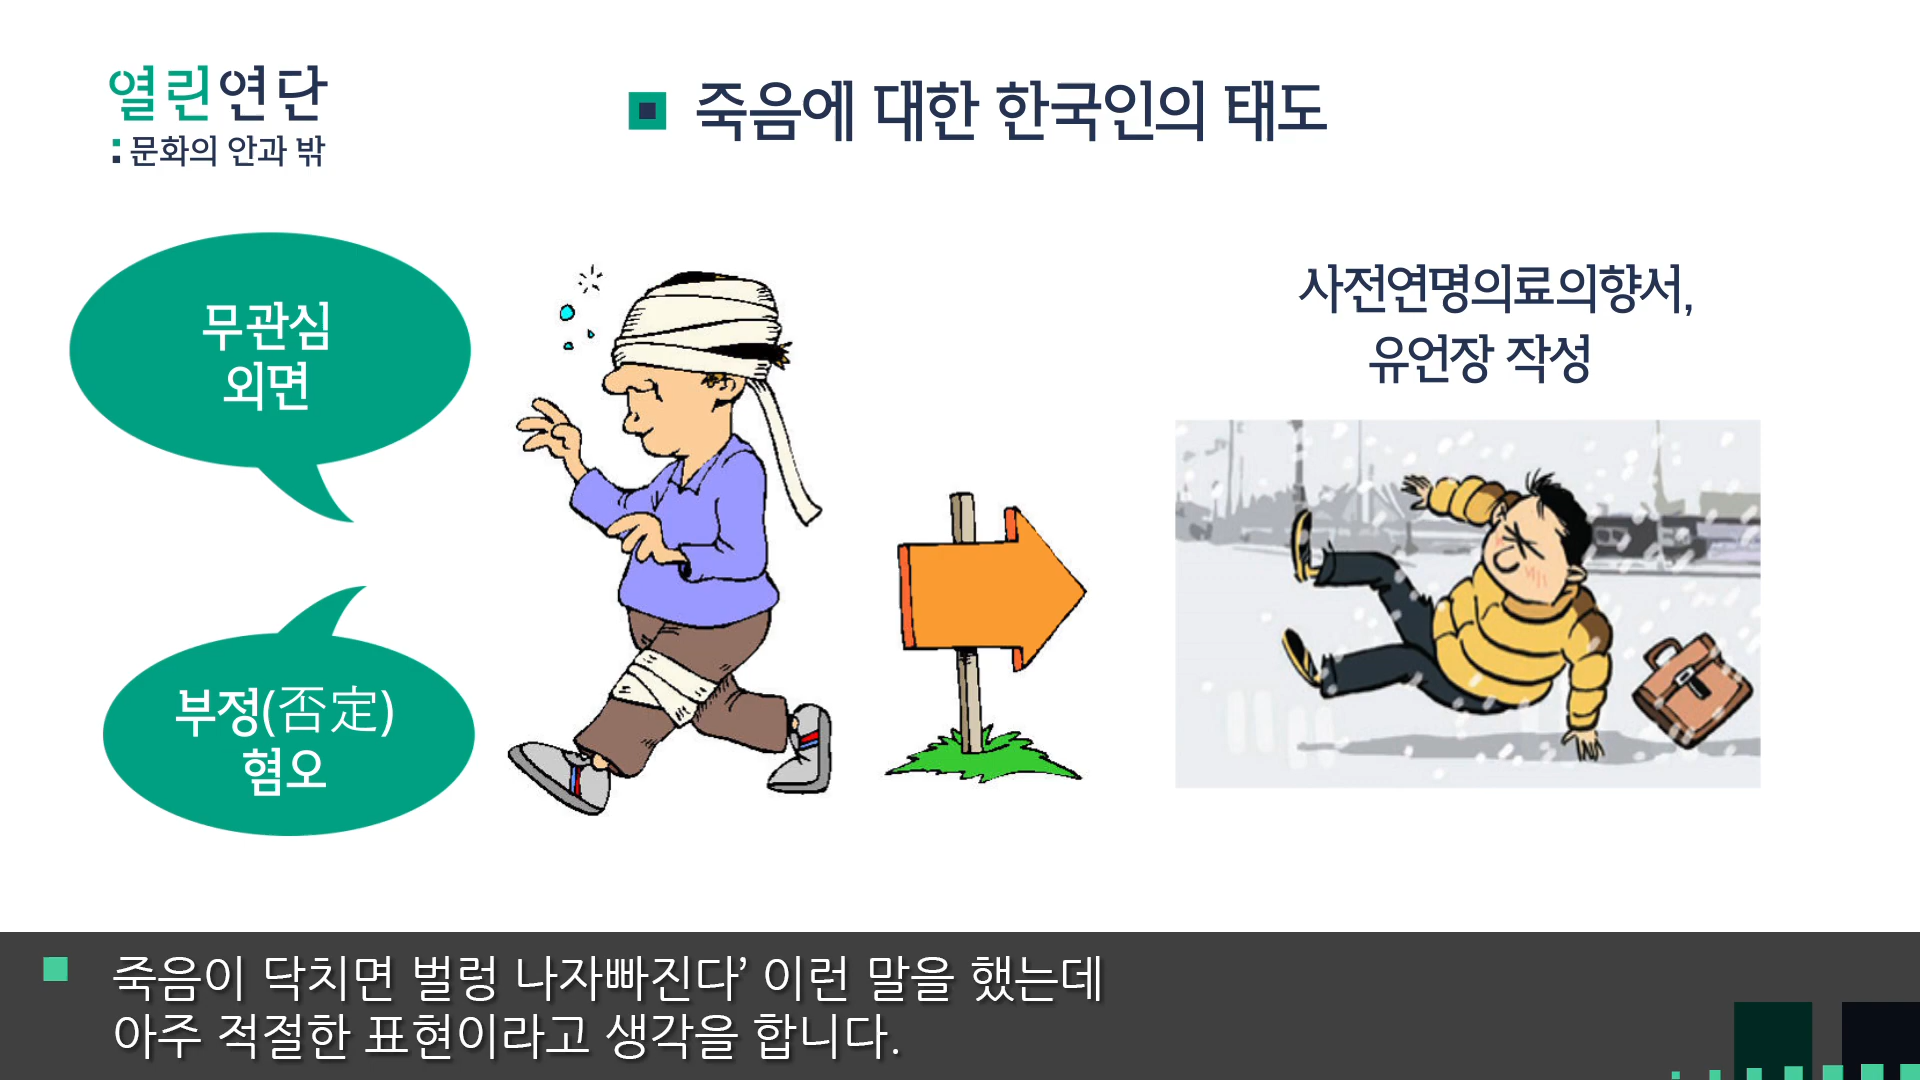 열린연단
:문화의 안과 밖
죽음에 대한 한국인의 태도
무관심
외면
부정(否定)
혐오
사전연명의료의향서,
유언장 작성
죽음이 닥치면 벌렁 나자빠진다’ 이런 말을 했는데
아주 적절한 표현이라고 생각을 합니다.